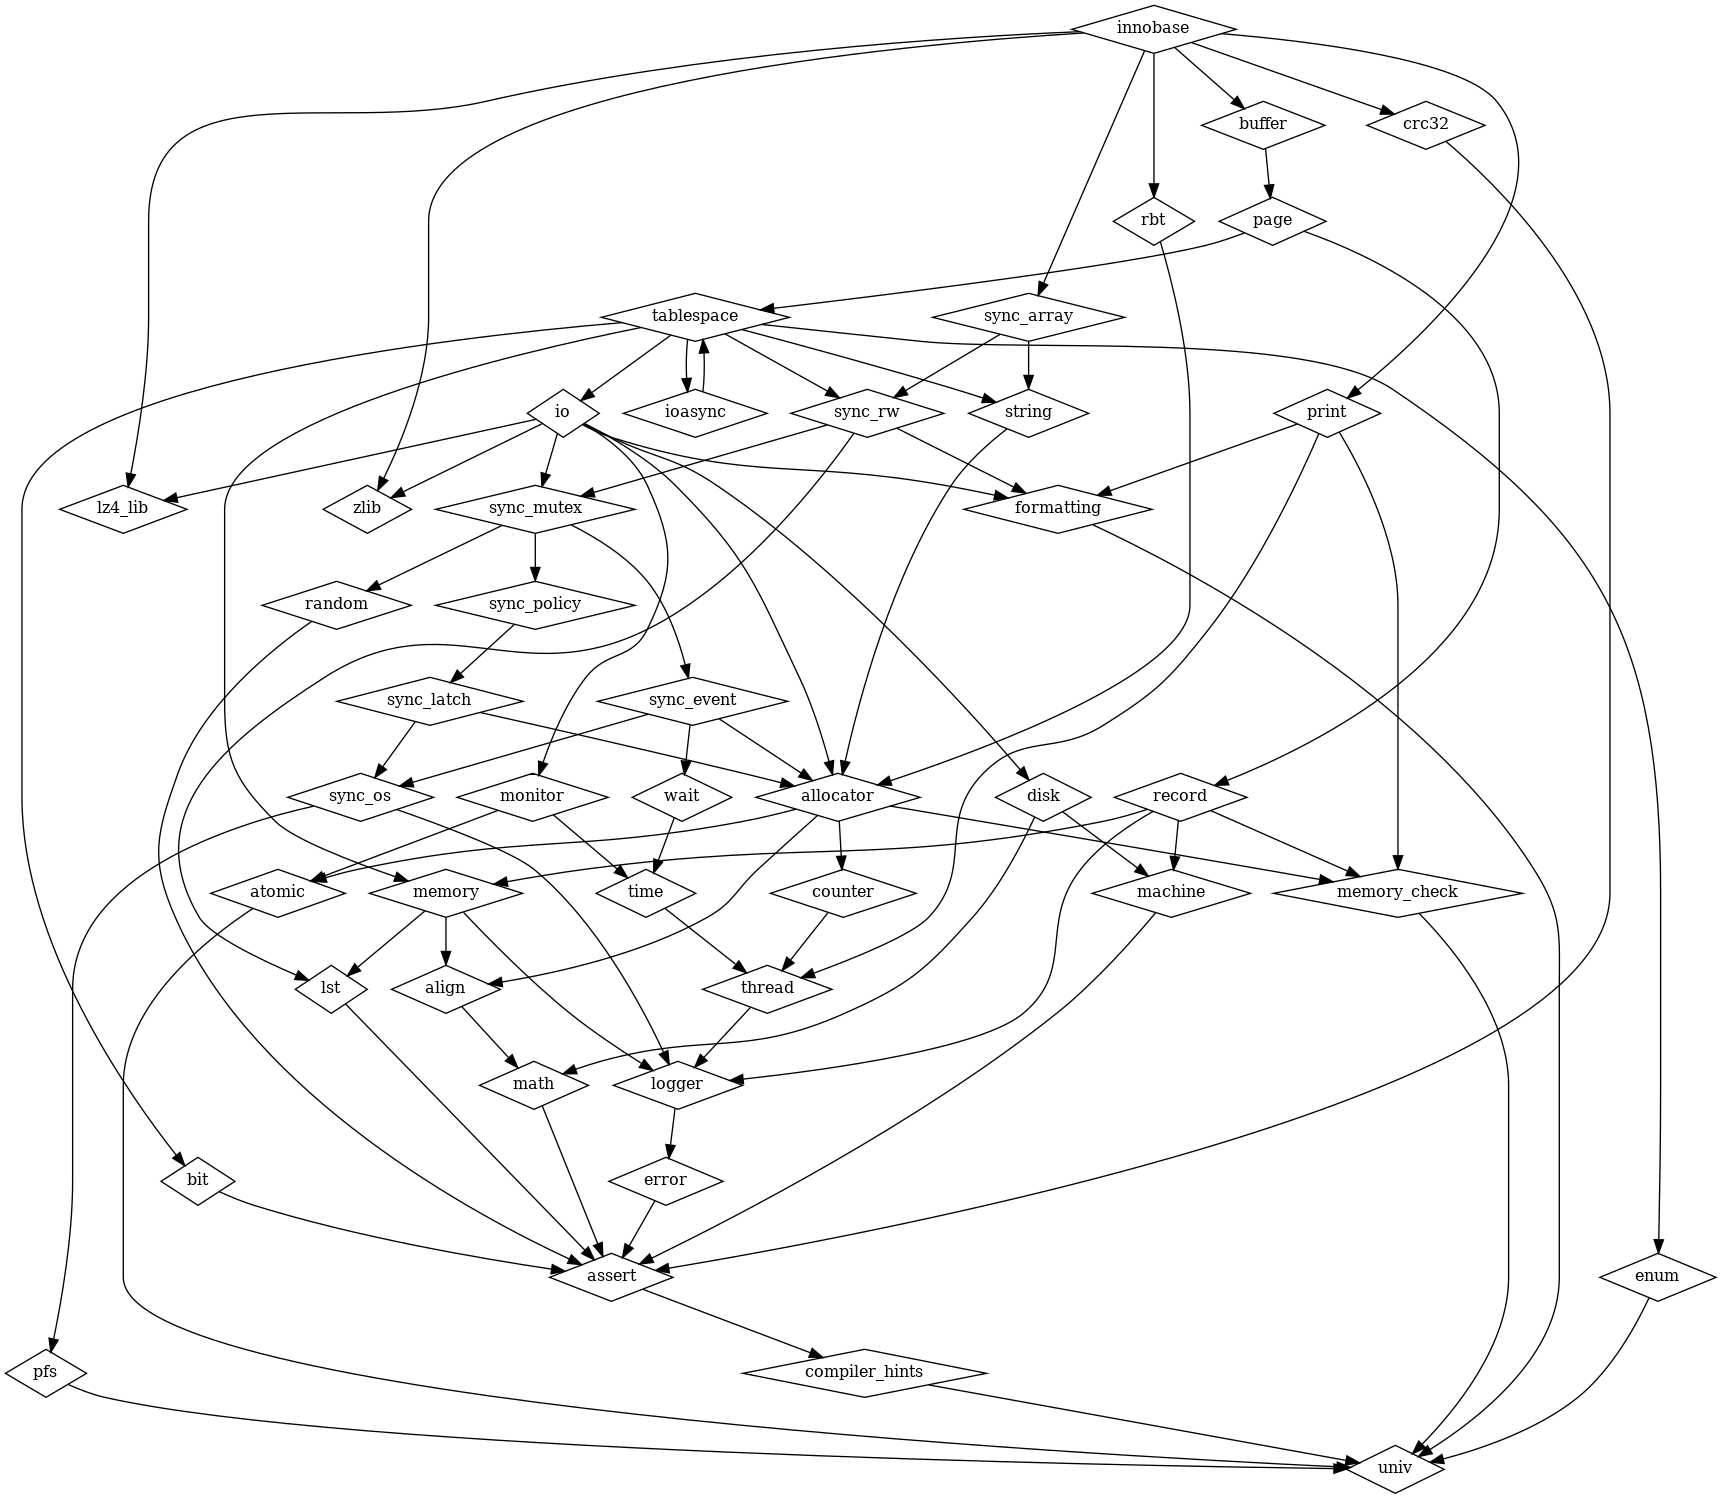 innobase
buffer
crc32
rbt
page
tablespace
sync_array
io
ioasync
sync_rw
string
print
lz4_lib
zlib
sync_mutex
formatting
random
sync_policy
sync_latch
sync_event
sync_os
monitor
wait
allocator
disk
record
atomic
memory
time
counter
machine
memory_check
lst
align
thread
math
logger
bit
error
assert
enum
pfs
compiler_hints
univ